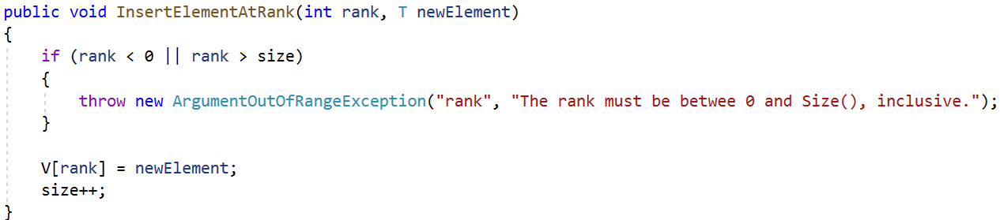 public void InsertElementAtRank(int rank, T newElement)
{
    if (rank < 0 || rank > size)
    {
        throw new ArgumentOutOfRangeException("rank", "The rank must be betwee 0 and Size(), inclusive.");
    }

    V[rank] = newElement;
    size++;
}